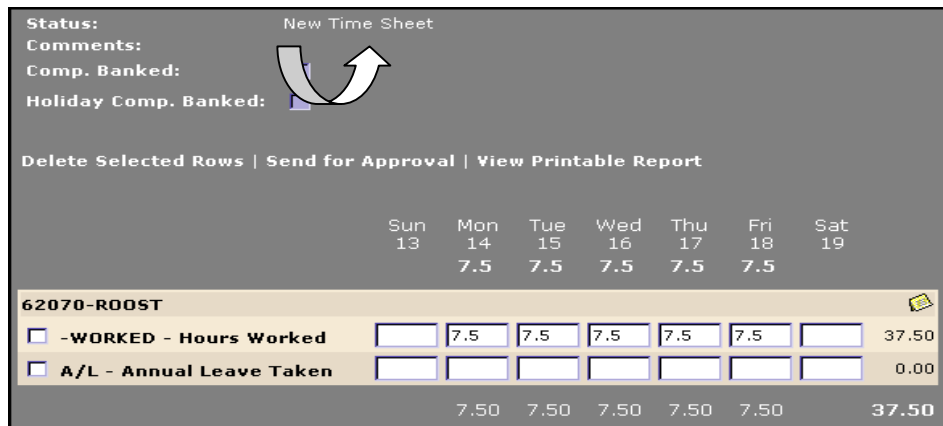 Status: New Time Sheet
Comments:
Comp. Banked:
Holiday Comp. Banked:
Delete Selected Rows | Send for Approval | View Printable Report
Sun Mon Tue Wed Thu Fri Sat
13 14 15 16 17 18 19
7.5 7.5 7.5 7.5 7.5
62070-ROOST
-WORKED - Hours Worked 7.5 7.5 7.5 7.5 7.5 37.50
A/L - Annual Leave Taken 0.00
7.50 7.50 7.50 7.50 7.50 37.50